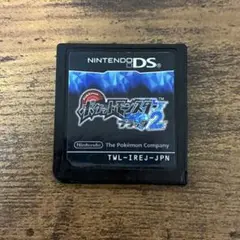 NINTENDO DS
ポケットモンスター
ブラック2
Nintendo The Pokémon Company
TWL-IREJ-JPN